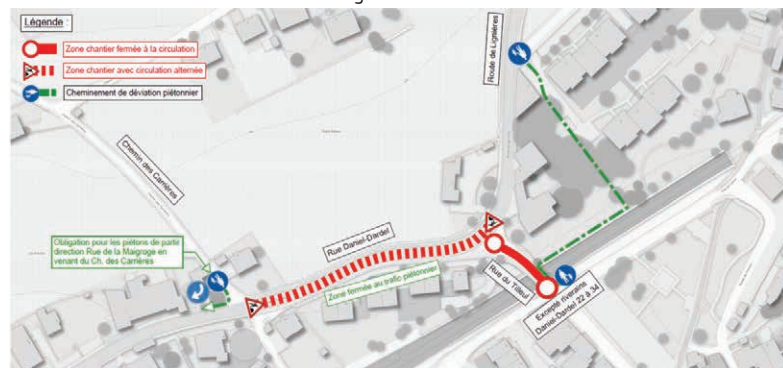 Légende :
Zone chantier fermée à la circulation
Zone chantier avec circulation alternée
Cheminement de déviation piétonnier
Route de Lignières
Chemin des Carrières
Obligation pour les piétons de partir
direction Rue de la Maigroge en
venant du Ch. des Carrières
Rue Daniel-Dardel
Zone fermée au trafic piétonnier
Rue du Tilleul
Excepté riverains
Daniel-Dardel 22 à 34